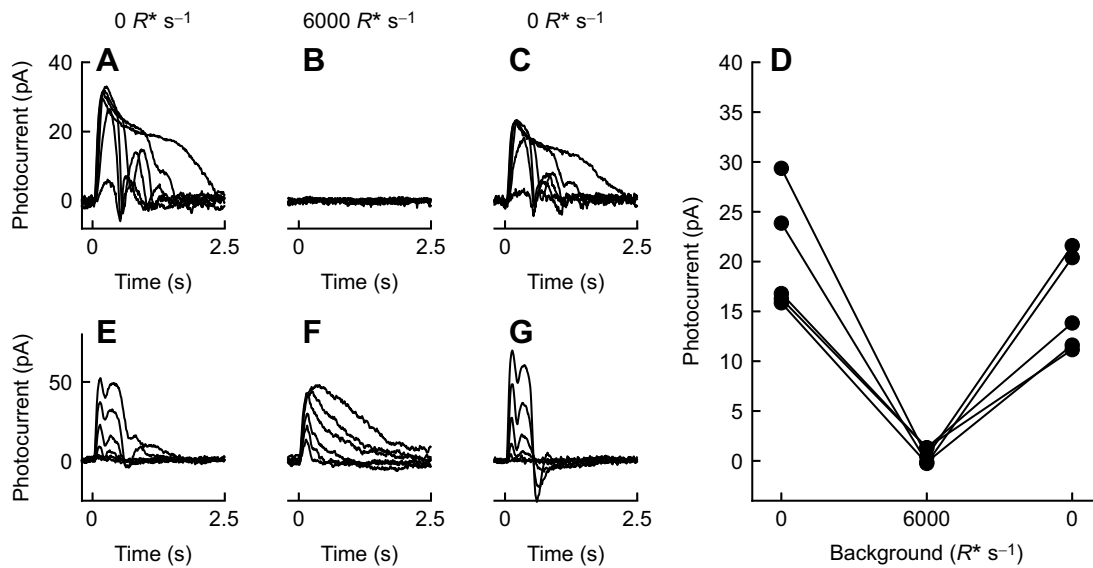 0 R* s⁻¹
6000 R* s⁻¹
0 R* s⁻¹
A
B
C
D
Photocurrent (pA)
40
20
0
0
2.5
0
2.5
0
2.5
Time (s)
Time (s)
Time (s)
E
F
G
Photocurrent (pA)
50
0
0
2.5
0
2.5
0
2.5
Time (s)
Time (s)
Time (s)
Photocurrent (pA)
40
35
30
25
20
15
10
5
0
0
6000
0
Background (R* s⁻¹)